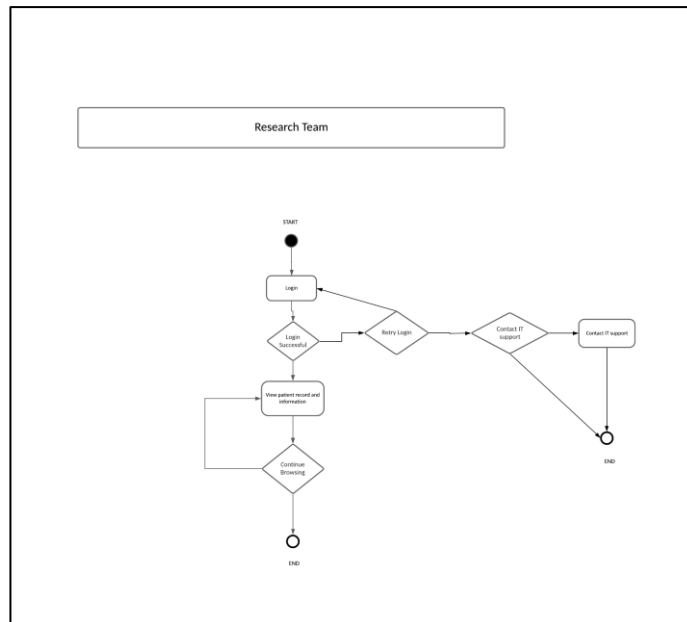 Research Team
START
Login
Login
Successful
Retry Login
Contact IT
support
Contact IT support
View patient record and
information
END
Continue
Browsing
END